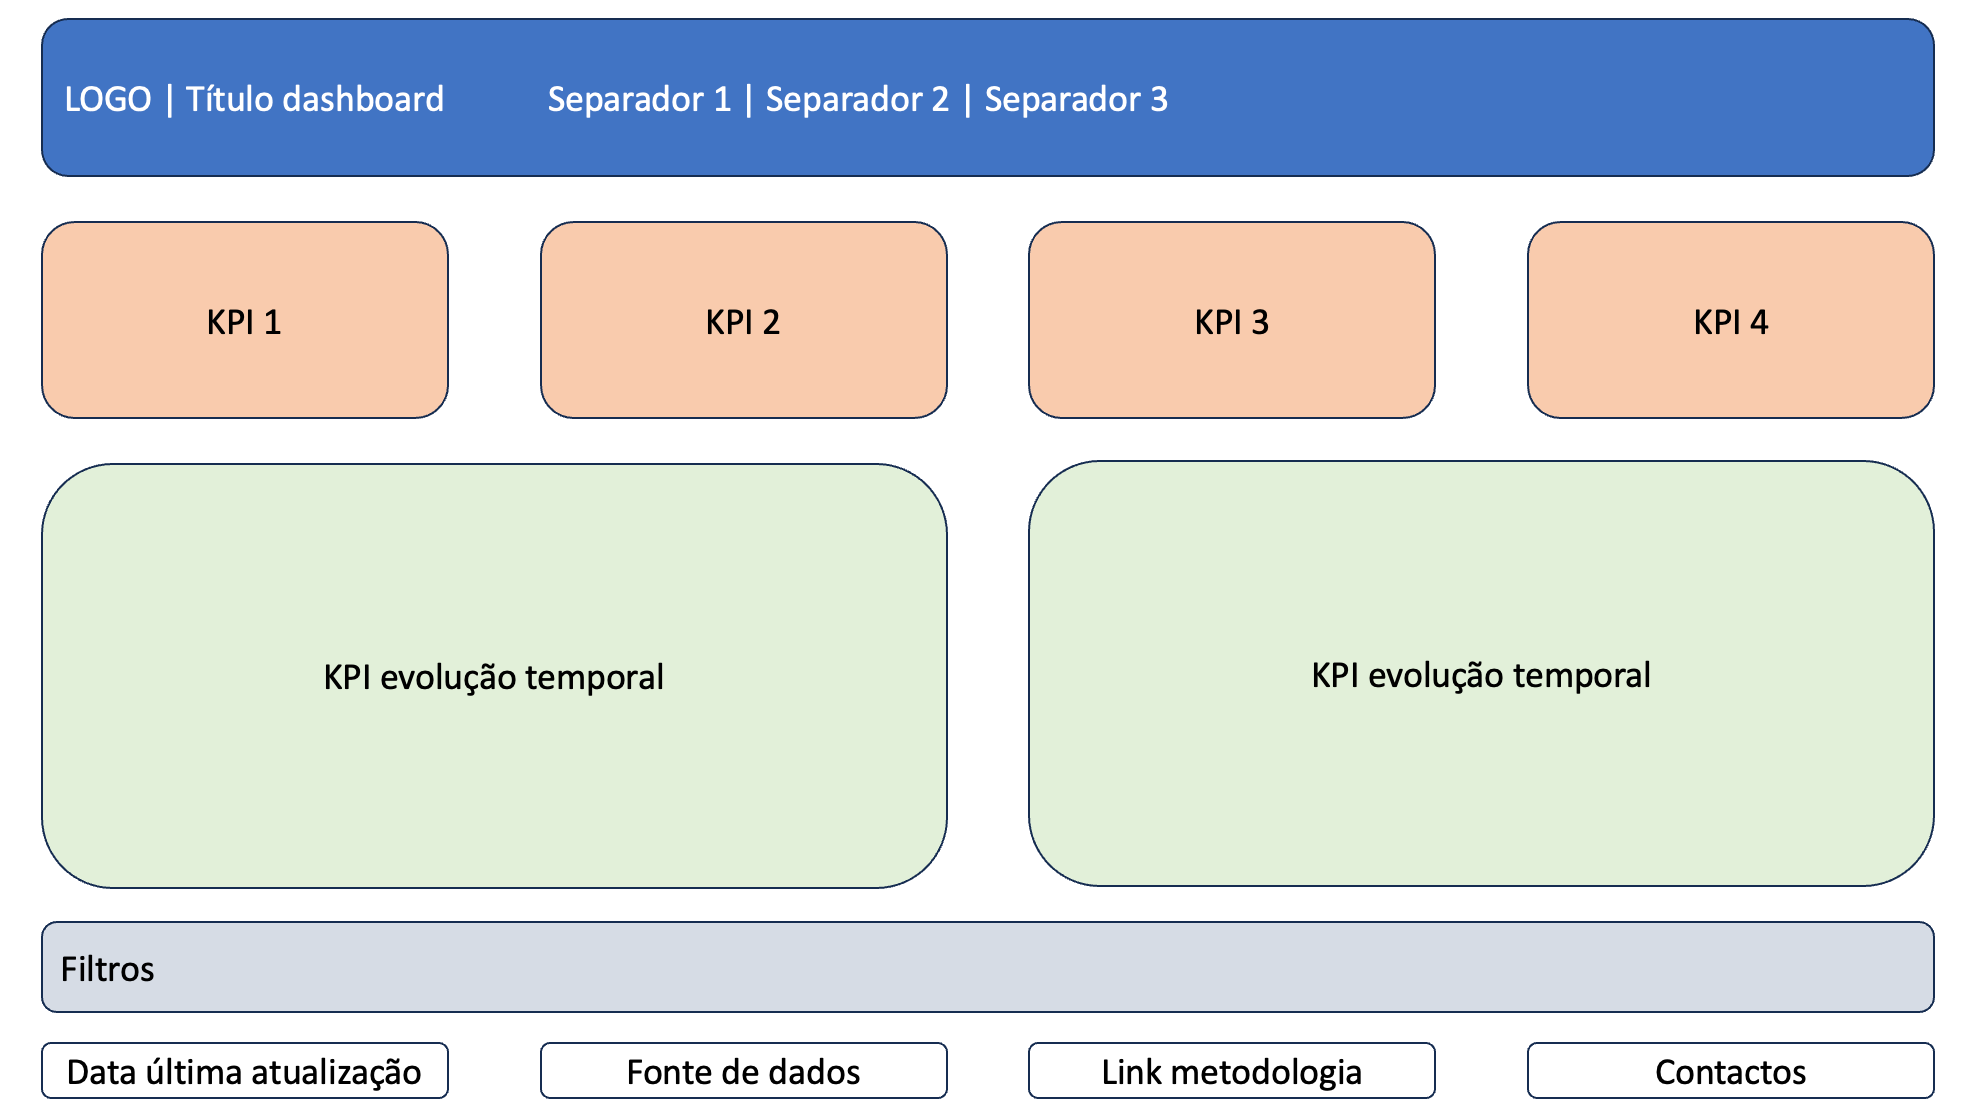 LOGO | Título dashboard Separador 1 | Separador 2 | Separador 3
KPI 1
KPI 2
KPI 3
KPI 4
KPI evolução temporal
KPI evolução temporal
Filtros
Data última atualização
Fonte de dados
Link metodologia
Contactos